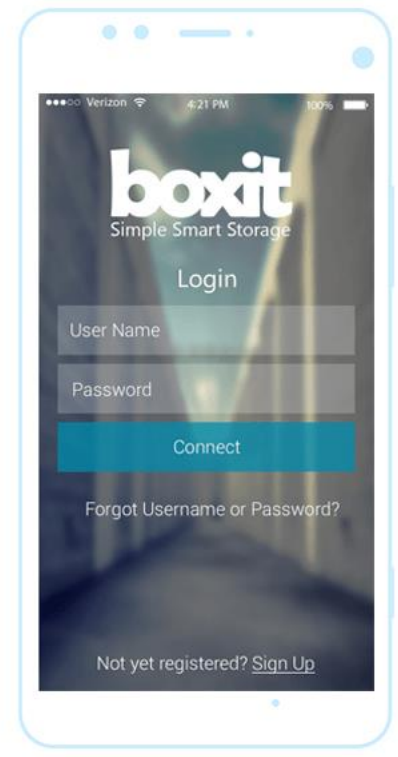 ●●●○○ Verizon 4:21 PM 100%
boxit
Simple Smart Storage
Login
User Name
Password
Connect
Forgot Username or Password?
Not yet registered? Sign Up